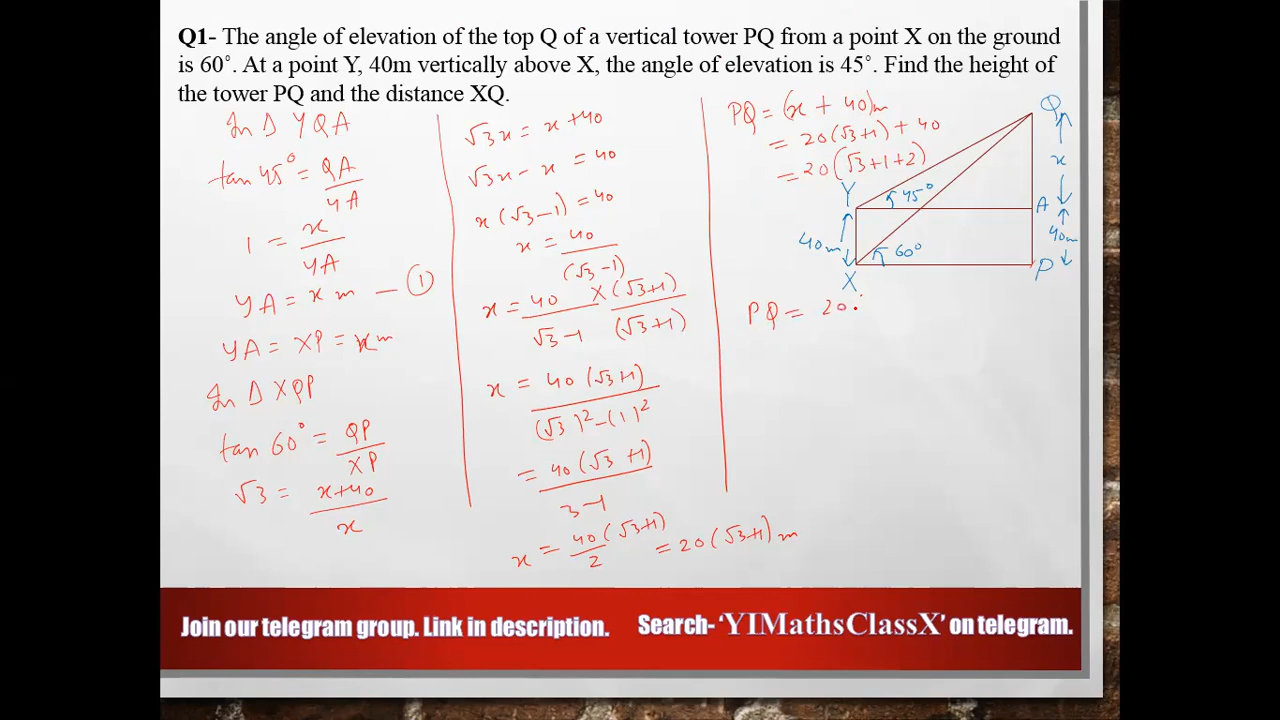 Q1- The angle of elevation of the top Q of a vertical tower PQ from a point X on the ground
is 60˚. At a point Y, 40m vertically above X, the angle of elevation is 45˚. Find the height of
the tower PQ and the distance XQ.
In Δ YQA
tan 45° = QA/YA
1 = x/YA
YA = x m — ①
YA = XP = x m
In Δ XQP
tan 60° = QP/XP
√3 = x+40/x
√3x = x+40
√3x - x = 40
x(√3-1) = 40
x = 40/(√3-1)
x = 40/√3-1 × (√3+1)/(√3+1)
x = 40(√3+1)/(√3)²-(1)²
= 40(√3+1)/3-1
x = 40(√3+1)/2 = 20(√3+1) m
PQ = (x + 40)m
= 20(√3+1) + 40
= 20(√3+1+2)
PQ = 20
Q
x
Y
45°
A
40m
40m
60°
P
X
Join our telegram group. Link in description. Search- ‘YIMathsClassX’ on telegram.